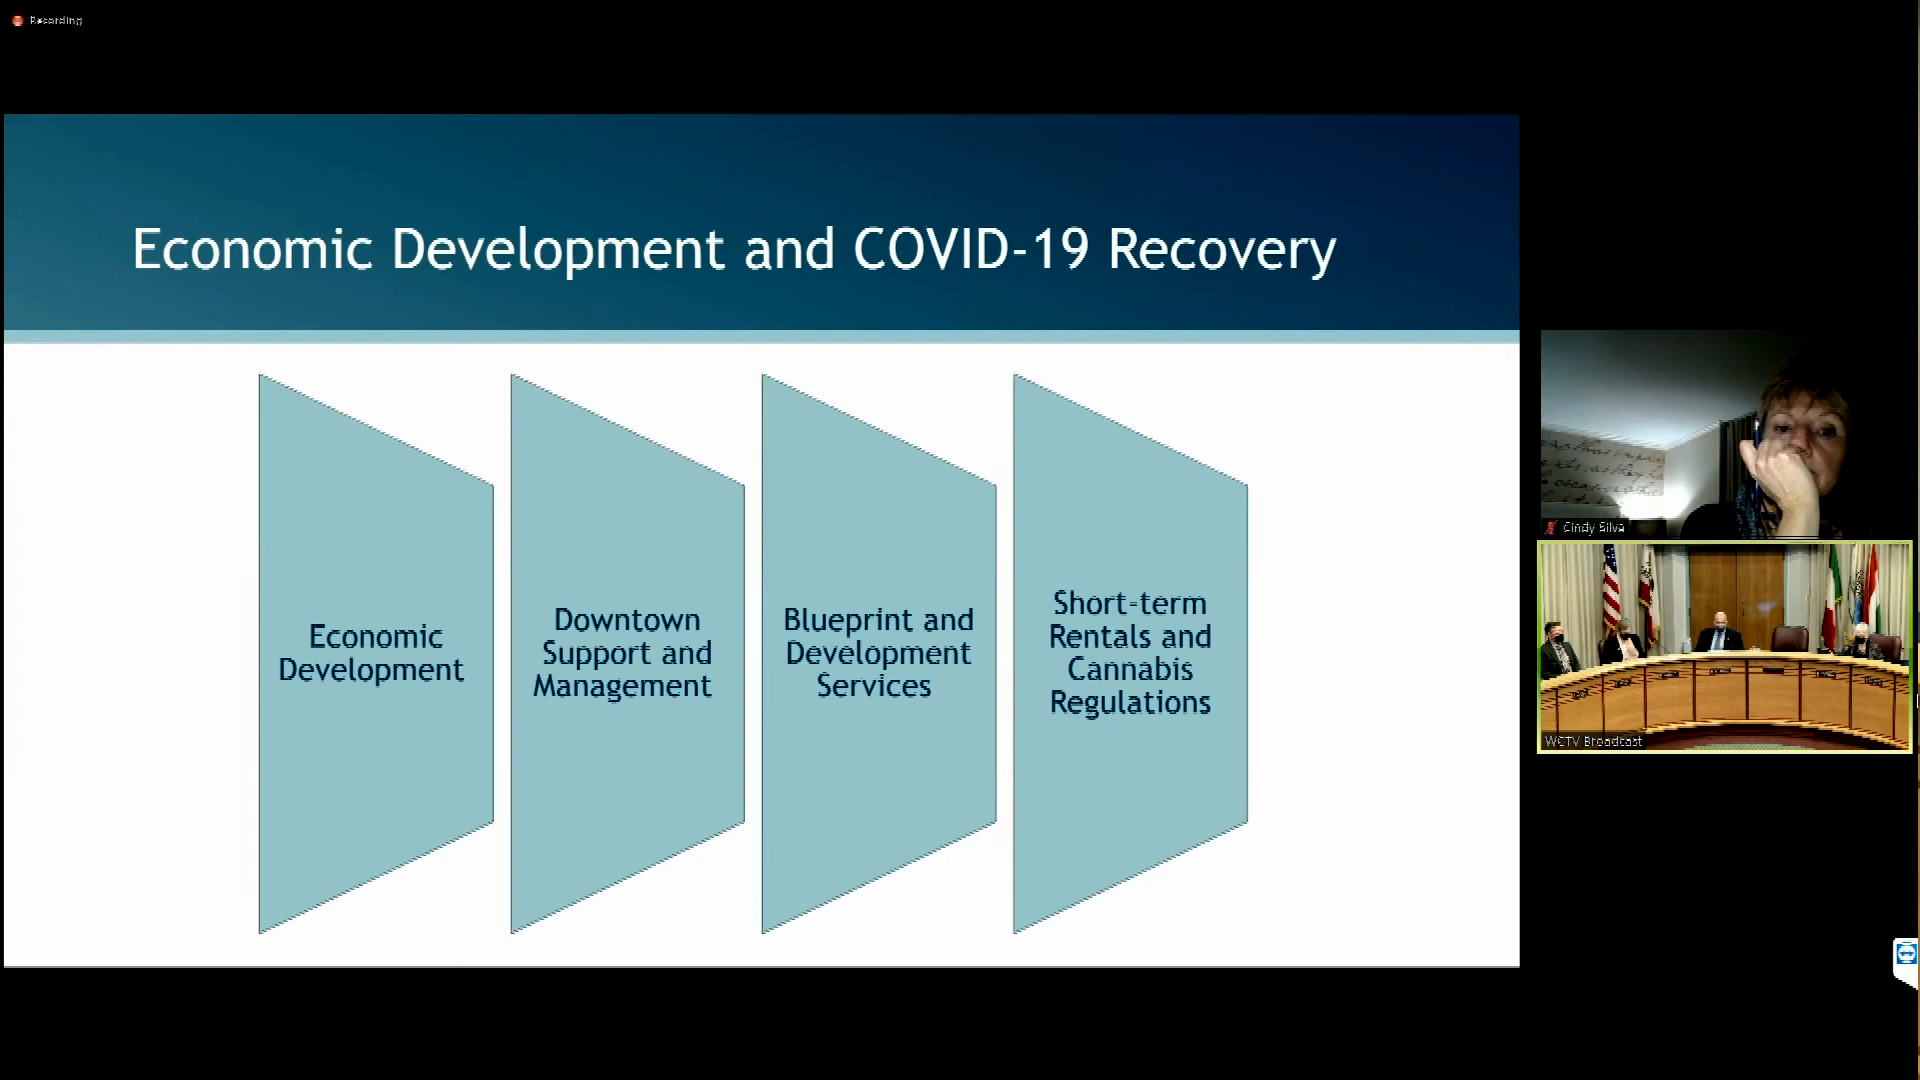 Recording
Economic Development and COVID-19 Recovery
Economic
Development
Downtown
Support and
Management
Blueprint and
Development
Services
Short-term
Rentals and
Cannabis
Regulations
Cindy Silva
WCTV Broadcast